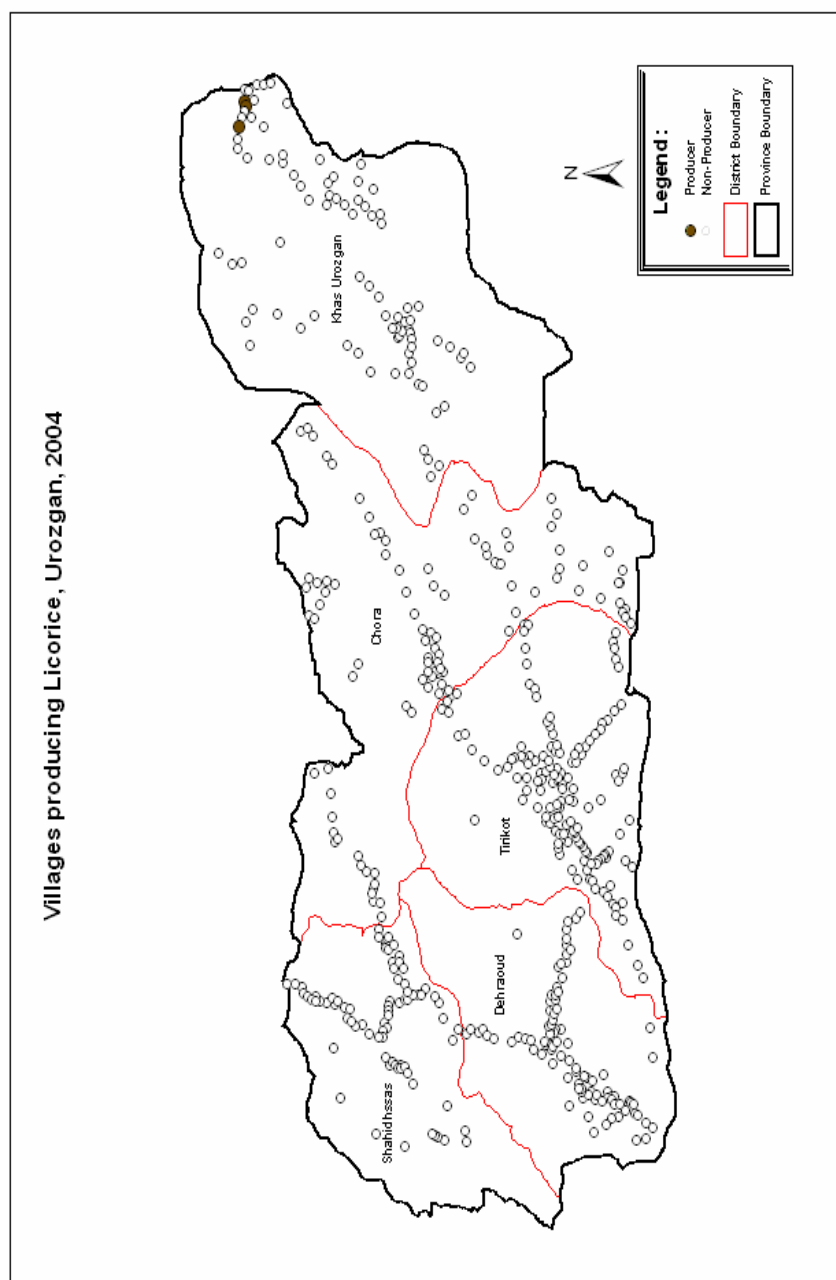 Villages producing Licorice, Urozgan, 2004
Khas Urozgan
Chora
Tirikot
Dehraoud
Shahidhssas
N
Legend :
Producer
Non-Producer
District Boundary
Province Boundary